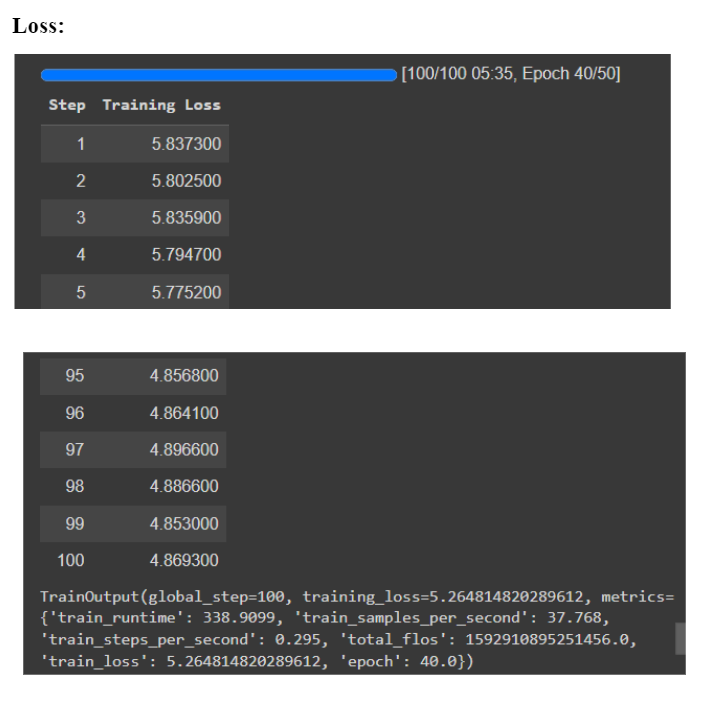 Loss:
[100/100 05:35, Epoch 40/50]
Step Training Loss
1 5.837300
2 5.802500
3 5.835900
4 5.794700
5 5.775200
95 4.856800
96 4.864100
97 4.896600
98 4.886600
99 4.853000
100 4.869300
TrainOutput(global_step=100, training_loss=5.264814820289612, metrics=
{'train_runtime': 338.9099, 'train_samples_per_second': 37.768,
'train_steps_per_second': 0.295, 'total_flos': 1592910895251456.0,
'train_loss': 5.264814820289612, 'epoch': 40.0})